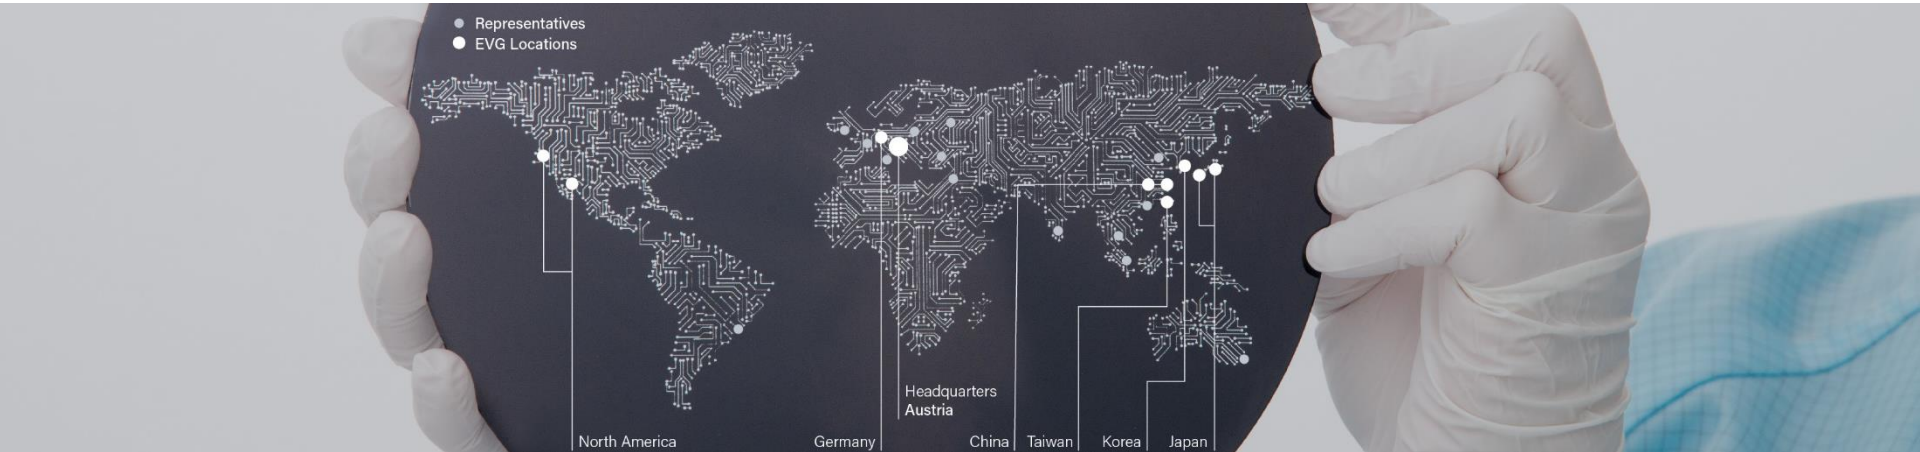 Representatives
EVG Locations
Headquarters
Austria
North America
Germany
China
Taiwan
Korea
Japan